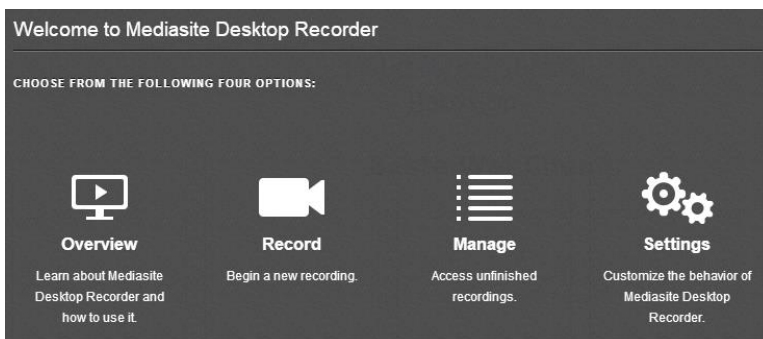 Welcome to Mediasite Desktop Recorder
CHOOSE FROM THE FOLLOWING FOUR OPTIONS:
Overview
Learn about Mediasite
Desktop Recorder and
how to use it.
Record
Begin a new recording.
Manage
Access unfinished
recordings.
Settings
Customize the behavior of
Mediasite Desktop
Recorder.